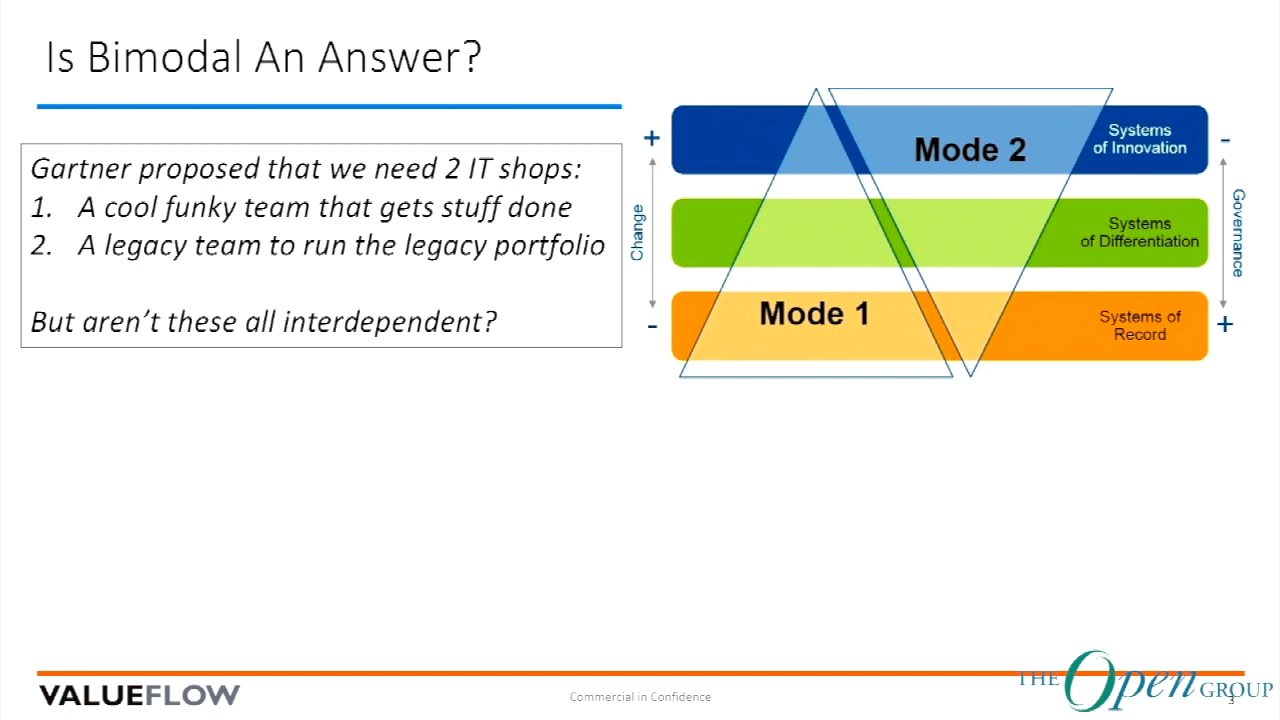 Is Bimodal An Answer?
Gartner proposed that we need 2 IT shops:
1. A cool funky team that gets stuff done
2. A legacy team to run the legacy portfolio
But aren't these all interdependent?
+
Change
-
Mode 2
Mode 1
Systems
of Innovation
Systems
of Differentiation
Systems of
Record
-
Governance
+
VALUEFLOW
Commercial in Confidence
THE Open GROUP
3